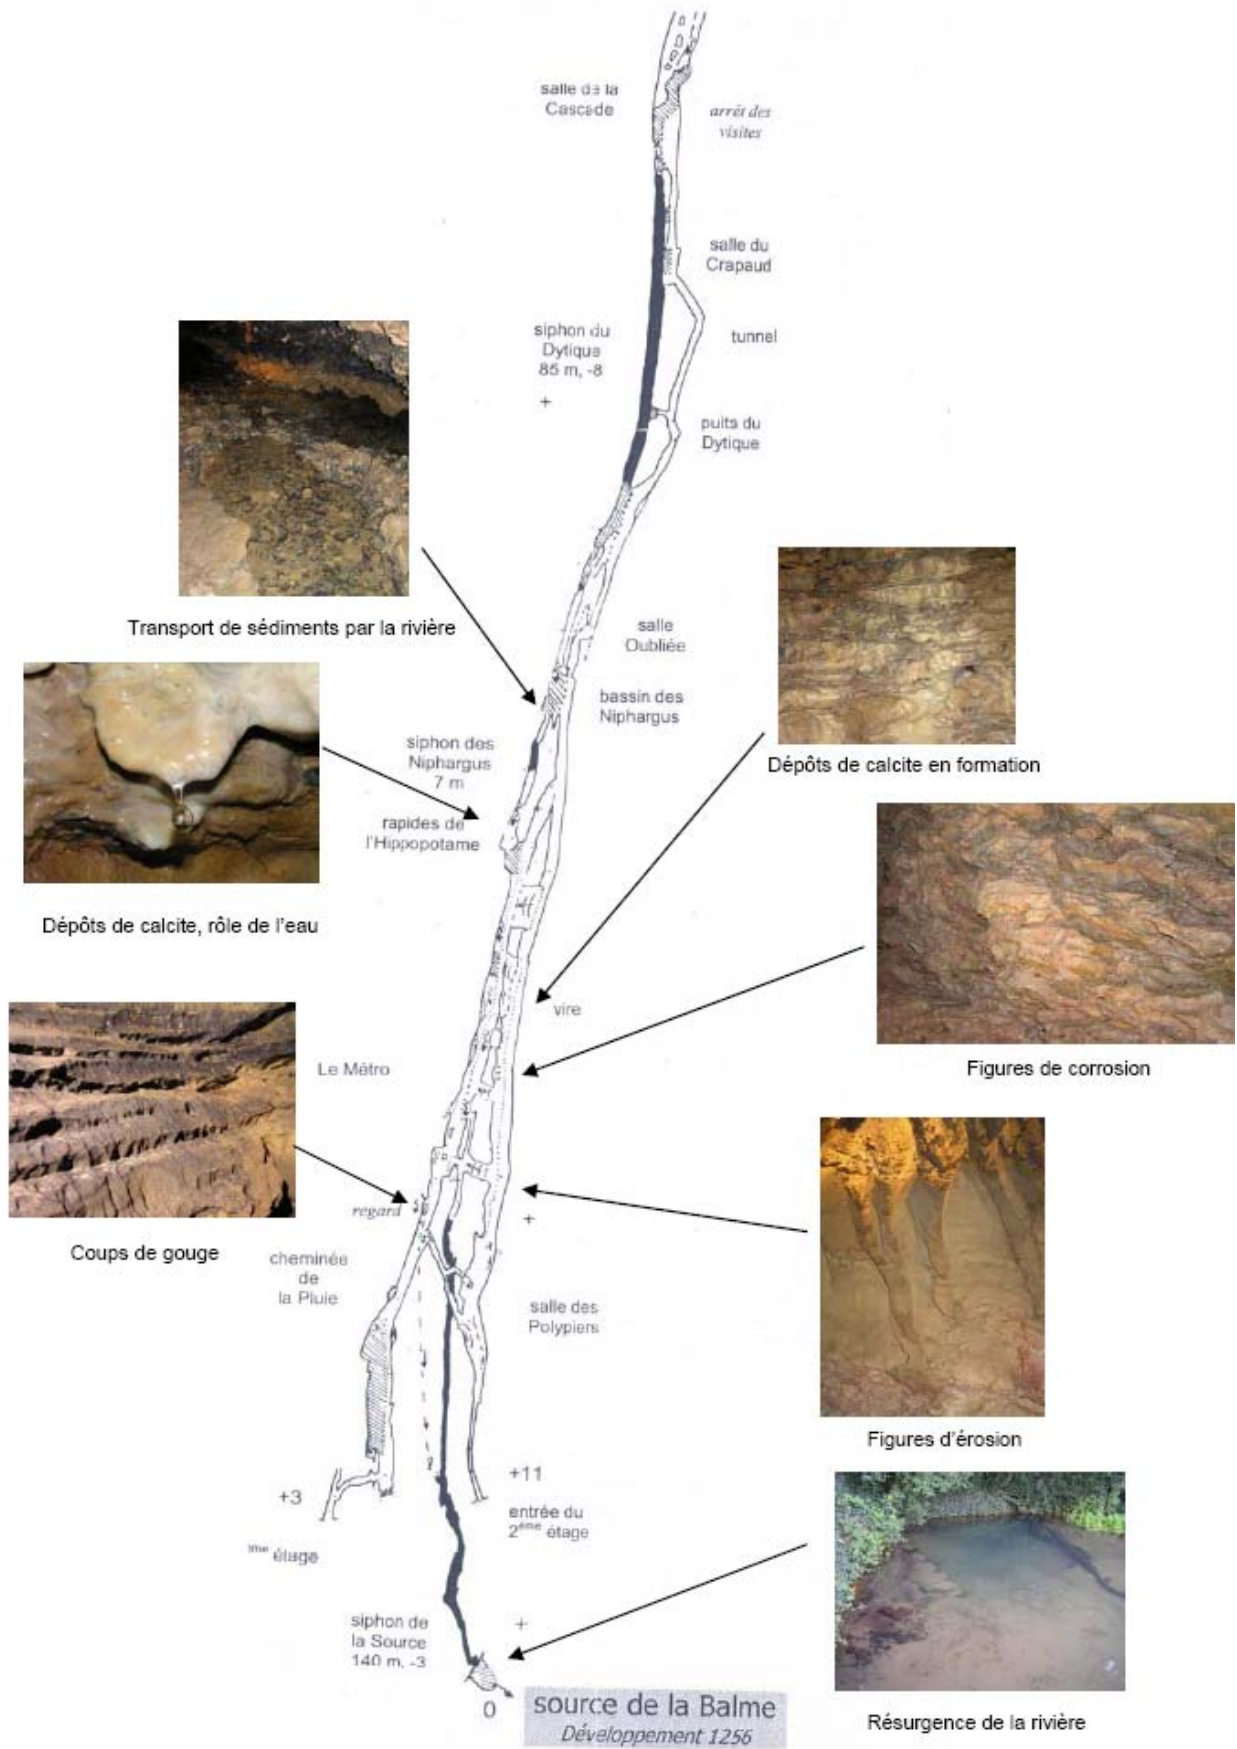 salle de la
Cascade
arrêt des
visites
salle du
Crapaud
siphon du
Dytique
85 m, -8
tunnel
puits du
Dytique
Transport de sédiments par la rivière
salle
Oubliée
bassin des
Niphargus
siphon des
Niphargus
7 m
Dépôts de calcite en formation
rapides de
l'Hippopotame
Dépôts de calcite, rôle de l'eau
vire
Le Métro
Figures de corrosion
regard
Coups de gouge
cheminée
de
la Pluie
salle des
Polypiers
Figures d'érosion
+11
+3
entrée du
2ème étage
étage
siphon de
la Source
140 m, -3
0
source de la Balme
Développement 1256
Résurgence de la rivière